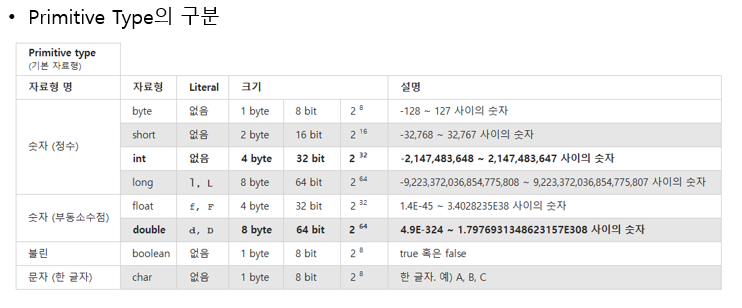 • Primitive Type의 구분
Primitive type
(기본 자료형)
자료형 명 자료형 Literal 크기 설명
숫자 (정수) byte 없음 1 byte 8 bit 2 8 -128 ~ 127 사이의 숫자
short 없음 2 byte 16 bit 2 16 -32,768 ~ 32,767 사이의 숫자
int 없음 4 byte 32 bit 2 32 -2,147,483,648 ~ 2,147,483,647 사이의 숫자
long l, L 8 byte 64 bit 2 64 -9,223,372,036,854,775,808 ~ 9,223,372,036,854,775,807 사이의 숫자
숫자 (부동소수점) float f, F 4 byte 32 bit 2 32 1.4E-45 ~ 3.4028235E38 사이의 숫자
double d, D 8 byte 64 bit 2 64 4.9E-324 ~ 1.7976931348623157E308 사이의 숫자
불린 boolean 없음 1 byte 8 bit 2 8 true 혹은 false
문자 (한 글자) char 없음 1 byte 8 bit 2 8 한 글자. 예) A, B, C